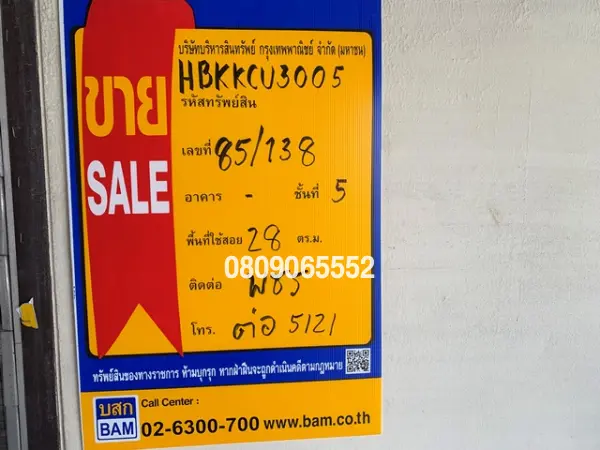 บริษัทบริหารสินทรัพย์ กรุงเทพพาณิชย์ จำกัด (มหาชน)
HBKKCU3005
รหัสทรัพย์สิน
ขาย
SALE
เลขที่ 85/138
อาคาร - ชั้นที่ 5
พื้นที่ใช้สอย 28 ตร.ม.
0809065552
ติดต่อ
โทร. ต่อ 5121
ทรัพย์สินของทางราชการ ห้ามบุกรุก หากฝ่าฝืนจะถูกดำเนินคดีตามกฎหมาย
บสก
BAM
Call Center :
02-6300-700 www.bam.co.th